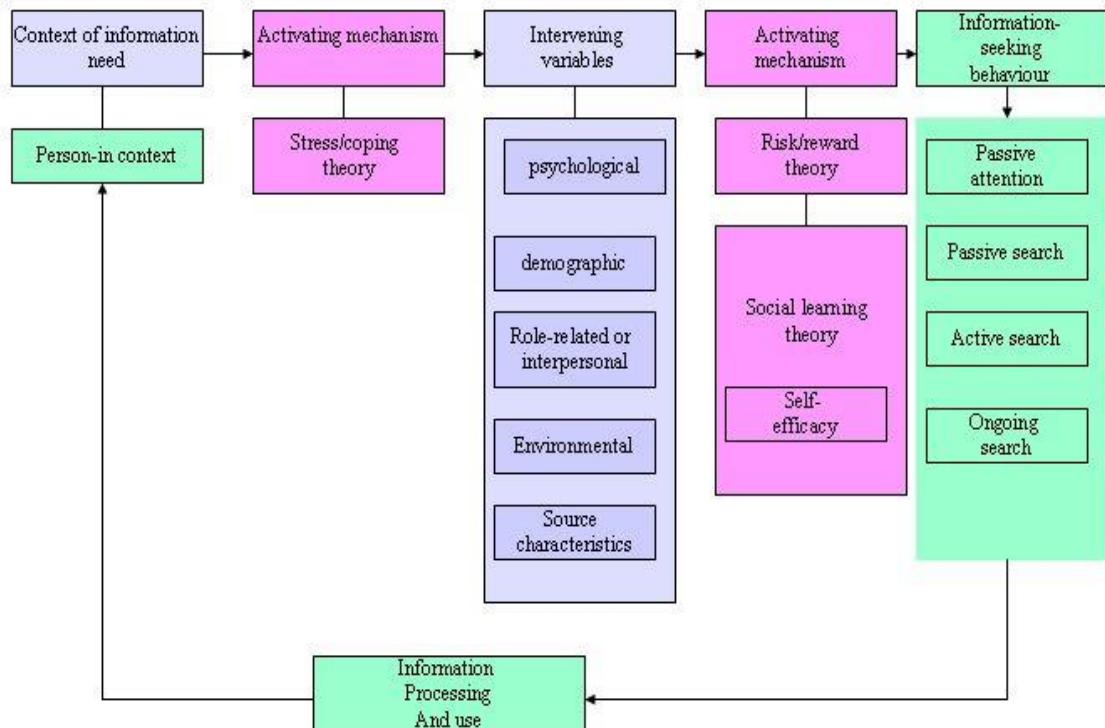 Context of information
need
Activating mechanism
Intervening
variables
Activating
mechanism
Information-
seeking
behaviour
Person-in context
Stress/coping
theory
psychological
demographic
Role-related or
interpersonal
Environmental
Source
characteristics
Risk/reward
theory
Social learning
theory
Self-
efficacy
Passive
attention
Passive search
Active search
Ongoing
search
Information
Processing
And use